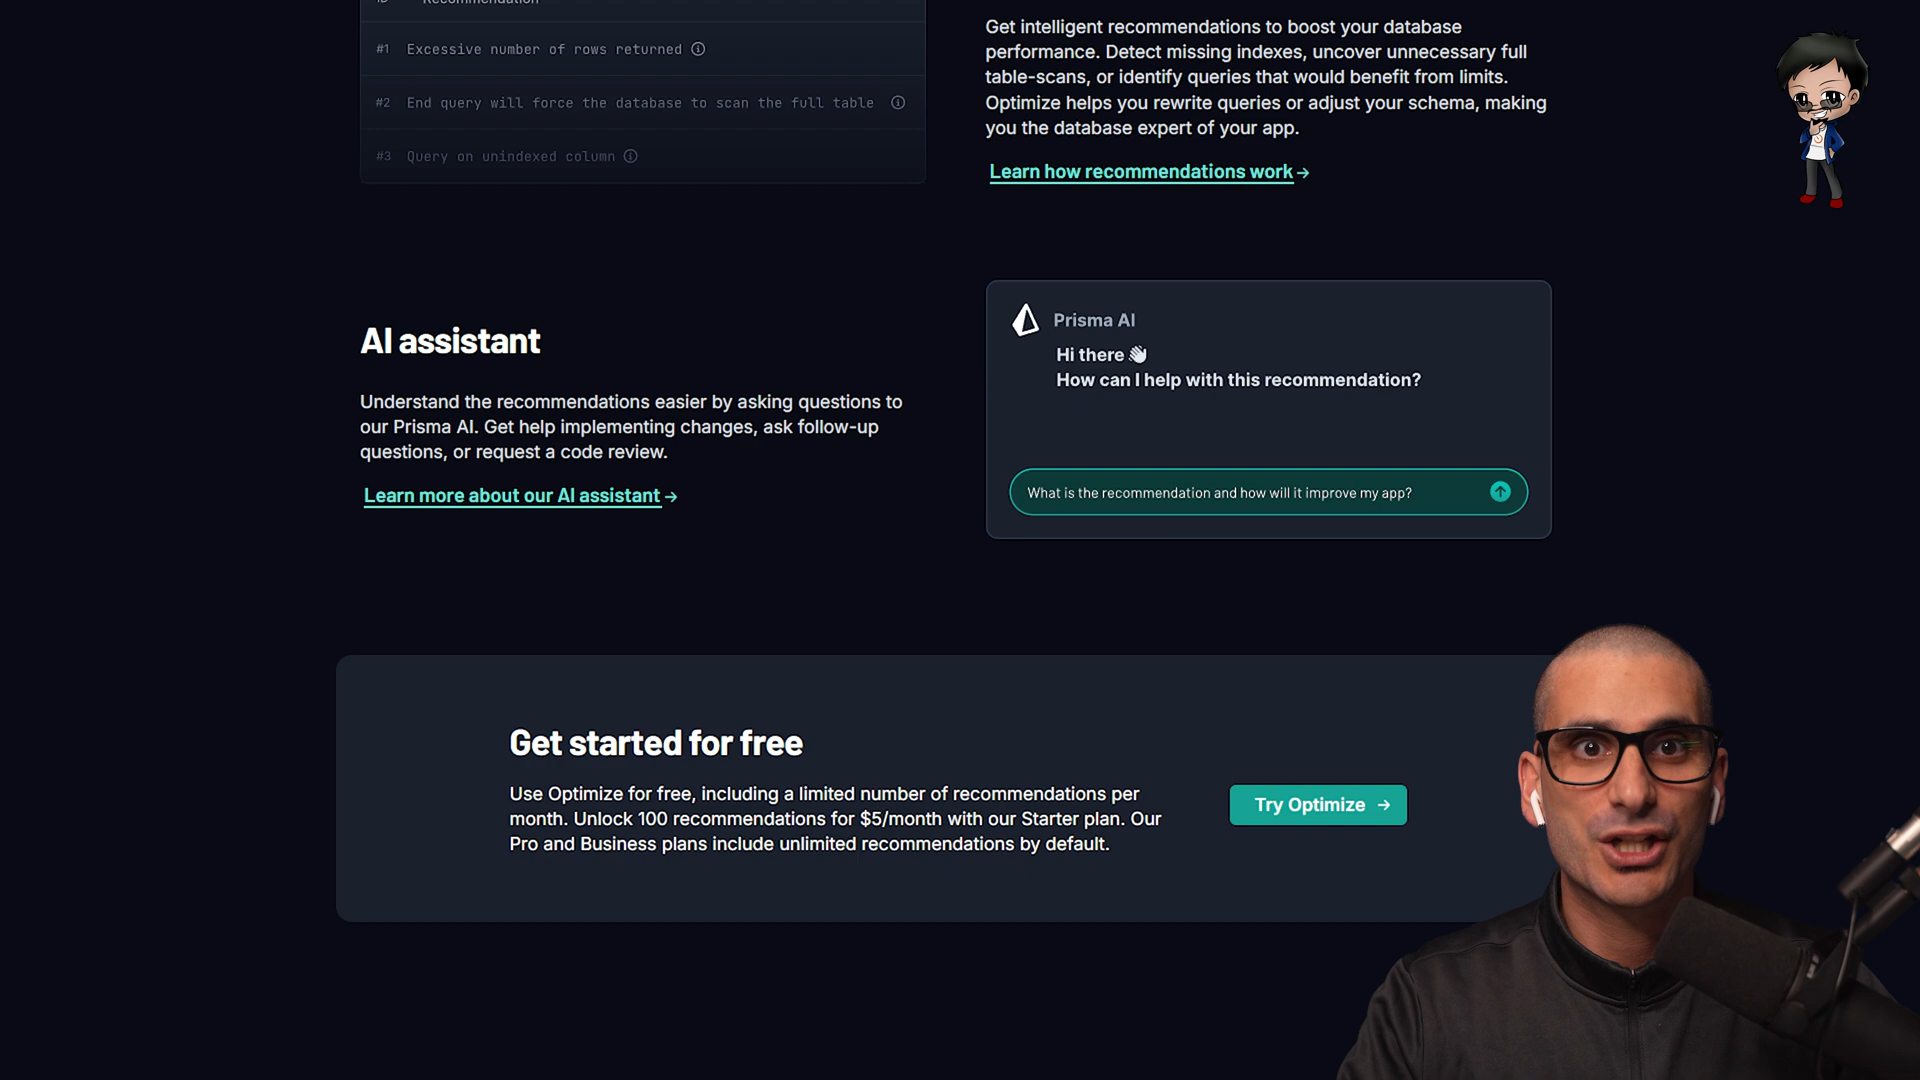 Recommendation
#1 Excessive number of rows returned
#2 End query will force the database to scan the full table
#3 Query on unindexed column
Get intelligent recommendations to boost your database
performance. Detect missing indexes, uncover unnecessary full
table-scans, or identify queries that would benefit from limits.
Optimize helps you rewrite queries or adjust your schema, making
you the database expert of your app.
Learn how recommendations work →
AI assistant
Understand the recommendations easier by asking questions to
our Prisma AI. Get help implementing changes, ask follow-up
questions, or request a code review.
Learn more about our AI assistant →
Prisma AI
Hi there 👋
How can I help with this recommendation?
What is the recommendation and how will it improve my app?
Get started for free
Use Optimize for free, including a limited number of recommendations per
month. Unlock 100 recommendations for $5/month with our Starter plan. Our
Pro and Business plans include unlimited recommendations by default.
Try Optimize →